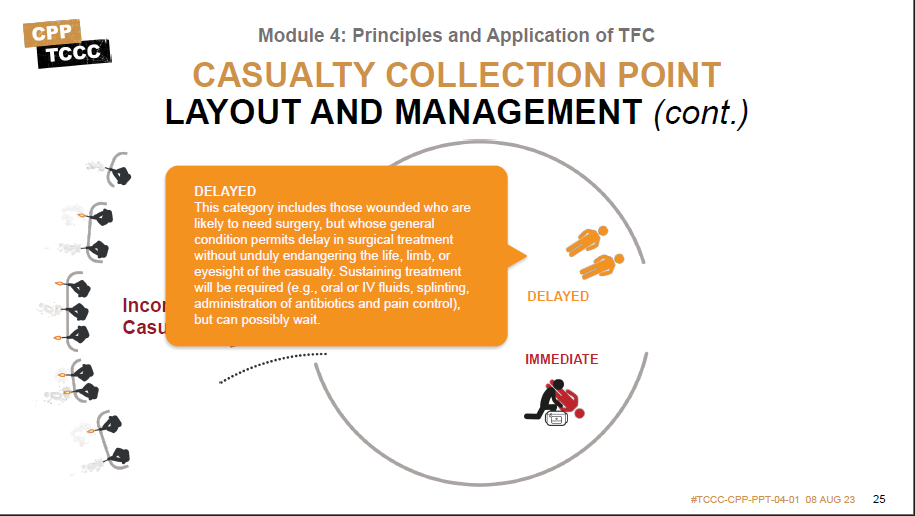 CPP
TCCC
Module 4: Principles and Application of TFC
CASUALTY COLLECTION POINT
LAYOUT AND MANAGEMENT (cont.)
DELAYED
This category includes those wounded who are
likely to need surgery, but whose general
condition permits delay in surgical treatment
without unduly endangering the life, limb, or
eyesight of the casualty. Sustaining treatment
will be required (e.g., oral or IV fluids, splinting,
administration of antibiotics and pain control),
but can possibly wait.
DELAYED
IMMEDIATE
#TCCC-CPP-PPT-04-01 08 AUG 23
25